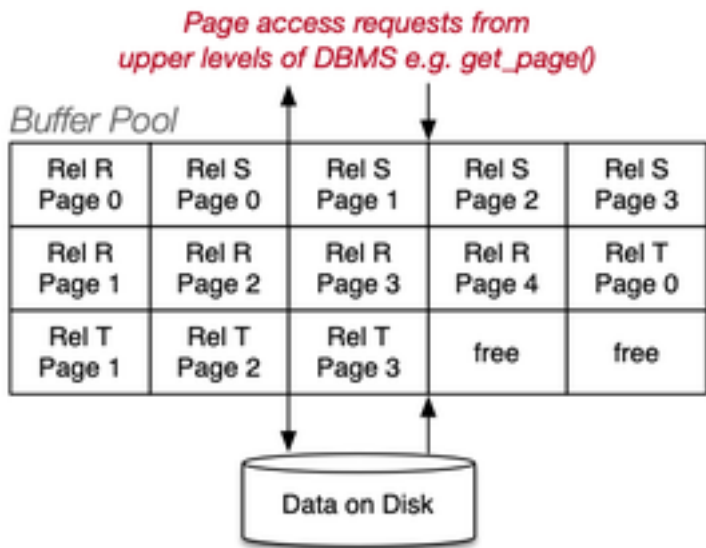 Page access requests from
upper levels of DBMS e.g. get_page()
Buffer Pool
Rel R
Page 0
Rel S
Page 0
Rel S
Page 1
Rel S
Page 2
Rel S
Page 3
Rel R
Page 1
Rel R
Page 2
Rel R
Page 3
Rel R
Page 4
Rel T
Page 0
Rel T
Page 1
Rel T
Page 2
Rel T
Page 3
free
free
Data on Disk